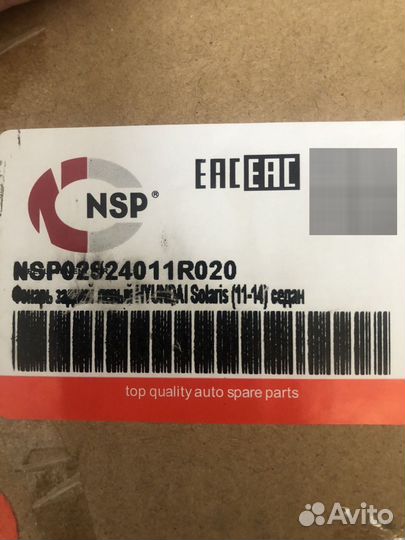 NSP®
EAC EAC
NSP02924011R020
Фонарь задний левый HYUNDAI Solaris (11-14) седан
top quality auto spare parts
Avito